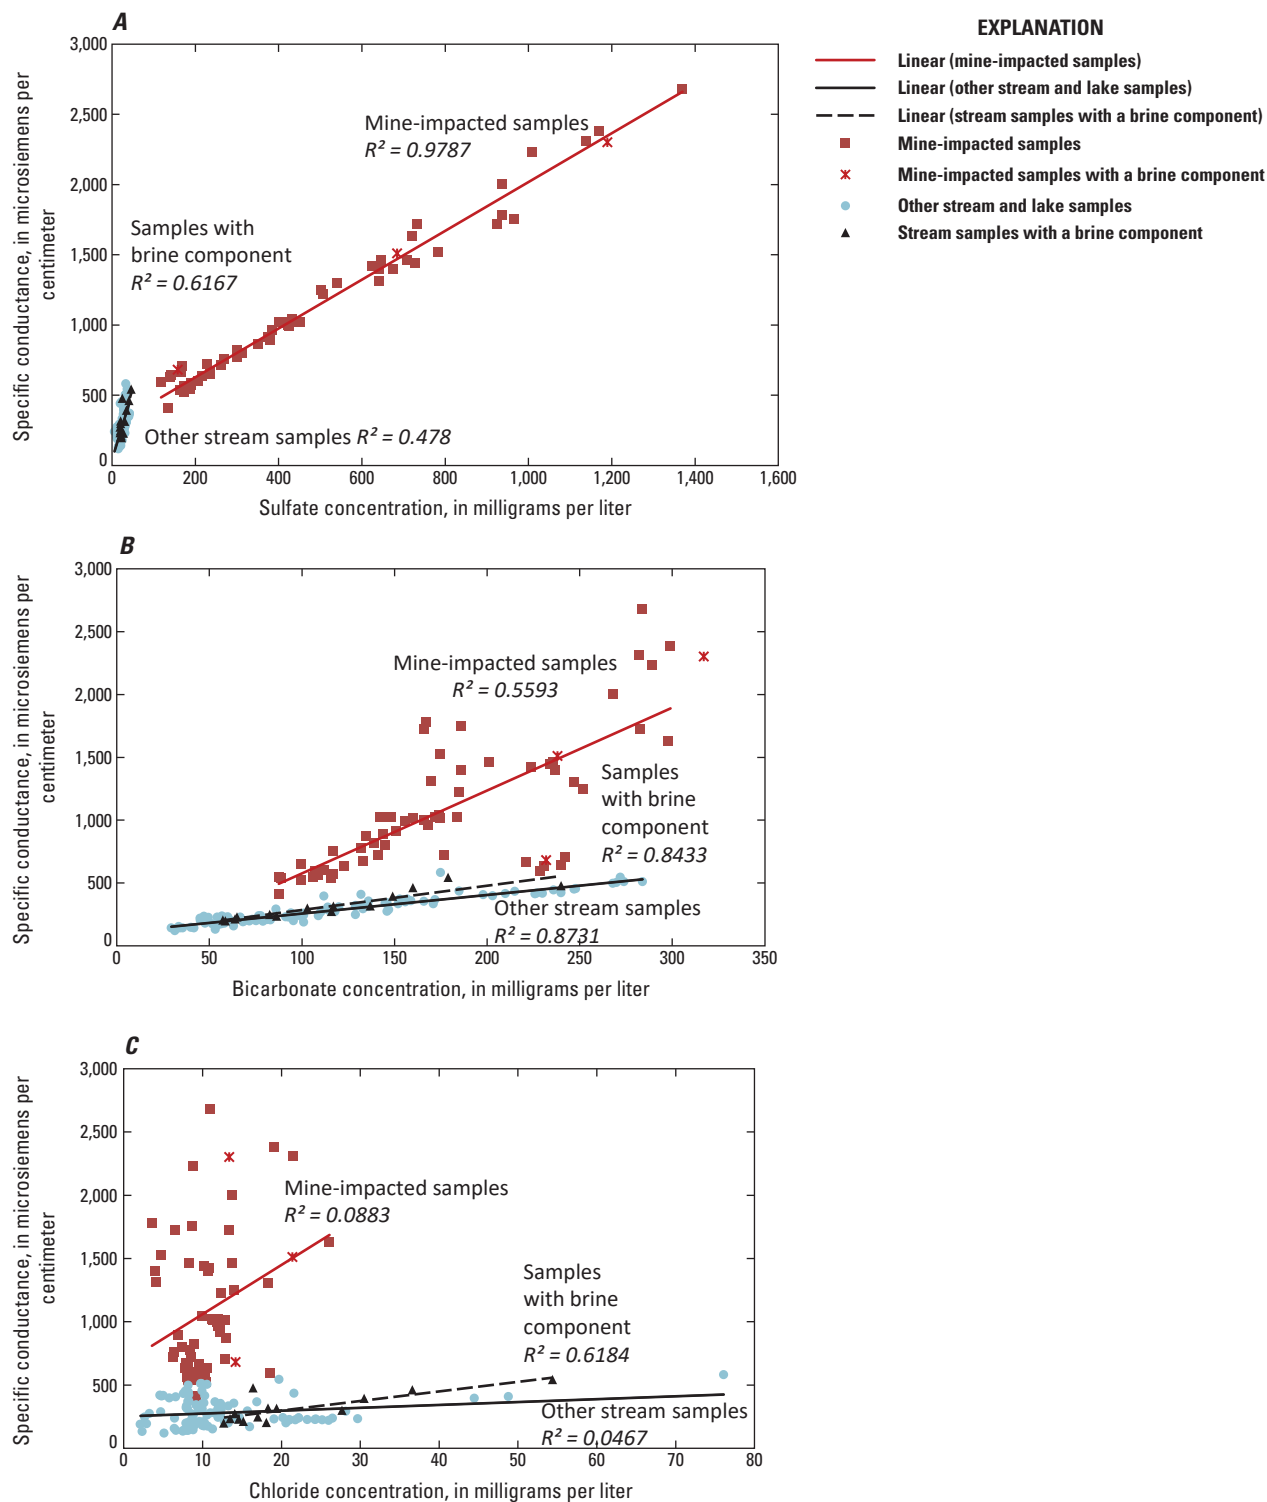 A
Specific conductance, in microsiemens per
centimeter
3,000
2,500
2,000
1,500
1,000
500
0
Mine-impacted samples
R² = 0.9787
Samples with
brine component
R² = 0.6167
Other stream samples R² = 0.478
0 200 400 600 800 1,000 1,200 1,400 1,600
Sulfate concentration, in milligrams per liter
EXPLANATION
Linear (mine-impacted samples)
Linear (other stream and lake samples)
Linear (stream samples with a brine component)
Mine-impacted samples
Mine-impacted samples with a brine component
Other stream and lake samples
Stream samples with a brine component
B
Specific conductance, in microsiemens per
centimeter
3,000
2,500
2,000
1,500
1,000
500
0
Mine-impacted samples
R² = 0.5593
Samples
with brine
component
R² = 0.8433
Other stream samples
R² = 0.8731
0 50 100 150 200 250 300 350
Bicarbonate concentration, in milligrams per liter
C
Specific conductance, in microsiemens per
centimeter
3,000
2,500
2,000
1,500
1,000
500
0
Mine-impacted samples
R² = 0.0883
Samples
with brine
component
R² = 0.6184
Other stream samples
R² = 0.0467
0 10 20 30 40 50 60 70 80
Chloride concentration, in milligrams per liter